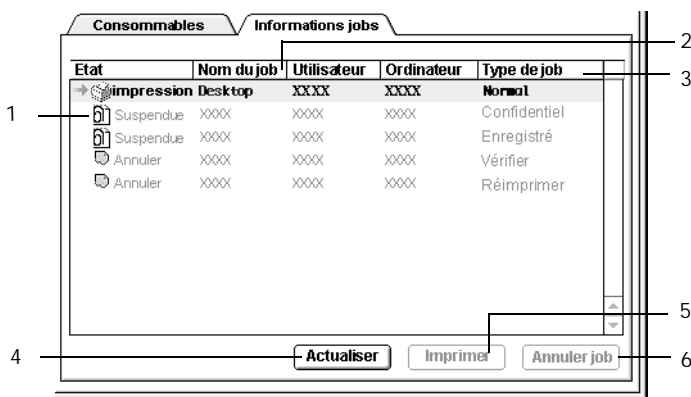 Consommables Informations jobs
2
Etat Nom du job Utilisateur Ordinateur Type de job
3
impression Desktop XXXX XXXX Normal
1
Suspendue XXXX XXXX XXXX Confidentiel
Suspendue XXXX XXXX XXXX Enregistré
Annuler XXXX XXXX XXXX Vérifier
Annuler XXXX XXXX XXXX Réimprimer
5
4 Actualiser Imprimer Annuler job 6